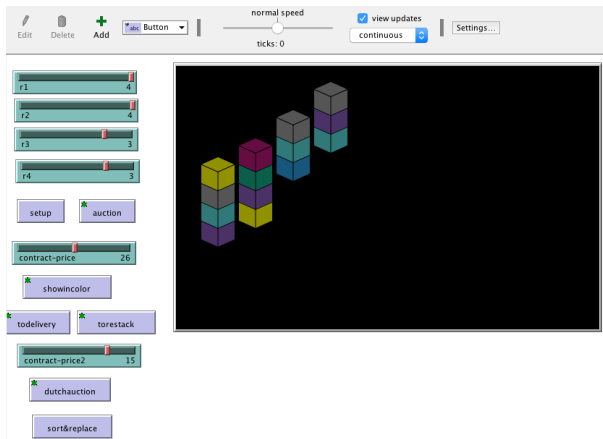 Edit
Delete
Add
abc Button
normal speed
ticks: 0
view updates
continuous
Settings...
r1 4
r2 4
r3 3
r4 3
setup
auction
contract-price 26
showincolor
todelivery
torestack
contract-price2 15
dutchauction
sort&replace